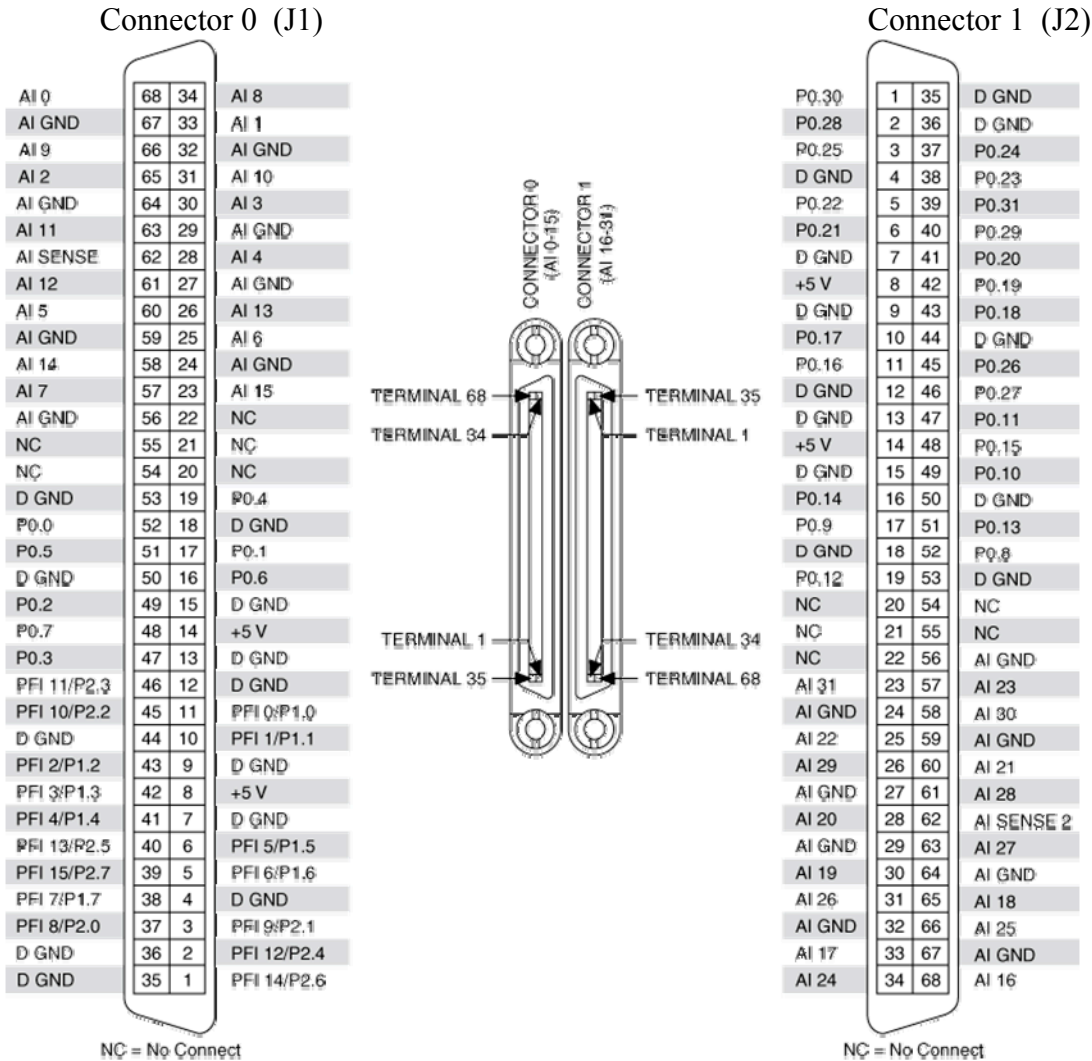 Connector 0 (J1)
AI 0 68 34 AI 8
AI GND 67 33 AI 1
AI 9 66 32 AI GND
AI 2 65 31 AI 10
AI GND 64 30 AI 3
AI 11 63 29 AI GND
AI SENSE 62 28 AI 4
AI 12 61 27 AI GND
AI 5 60 26 AI 13
AI GND 59 25 AI 6
AI 14 58 24 AI GND
AI 7 57 23 AI 15
AI GND 56 22 NC
NC 55 21 NC
NC 54 20 NC
D GND 53 19 P0.4
P0.0 52 18 D GND
P0.5 51 17 P0.1
D GND 50 16 P0.6
P0.2 49 15 D GND
P0.7 48 14 +5 V
P0.3 47 13 D GND
PFI 11/P2.3 46 12 D GND
PFI 10/P2.2 45 11 PFI 0/P1.0
D GND 44 10 PFI 1/P1.1
PFI 2/P1.2 43 9 D GND
PFI 3/P1.3 42 8 +5 V
PFI 4/P1.4 41 7 D GND
PFI 13/P2.5 40 6 PFI 5/P1.5
PFI 15/P2.7 39 5 PFI 6/P1.6
PFI 7/P1.7 38 4 D GND
PFI 8/P2.0 37 3 PFI 9/P2.1
D GND 36 2 PFI 12/P2.4
D GND 35 1 PFI 14/P2.6
NC = No Connect
CONNECTOR 0
(AI 0-15)
CONNECTOR 1
(AI 16-31)
TERMINAL 68
TERMINAL 34
TERMINAL 35
TERMINAL 1
TERMINAL 1
TERMINAL 35
TERMINAL 34
TERMINAL 68
Connector 1 (J2)
P0.30 1 35 D GND
P0.28 2 36 D GND
P0.25 3 37 P0.24
D GND 4 38 P0.23
P0.22 5 39 P0.31
P0.21 6 40 P0.29
D GND 7 41 P0.20
+5 V 8 42 P0.19
D GND 9 43 P0.18
P0.17 10 44 D GND
P0.16 11 45 P0.26
D GND 12 46 P0.27
D GND 13 47 P0.11
+5 V 14 48 P0.15
D GND 15 49 P0.10
P0.14 16 50 D GND
P0.9 17 51 P0.13
D GND 18 52 P0.8
P0.12 19 53 D GND
NC 20 54 NC
NC 21 55 NC
NC 22 56 AI GND
AI 31 23 57 AI 23
AI GND 24 58 AI 30
AI 22 25 59 AI GND
AI 29 26 60 AI 21
AI GND 27 61 AI 28
AI 20 28 62 AI SENSE 2
AI GND 29 63 AI 27
AI 19 30 64 AI GND
AI 26 31 65 AI 18
AI GND 32 66 AI 25
AI 17 33 67 AI GND
AI 24 34 68 AI 16
NC = No Connect